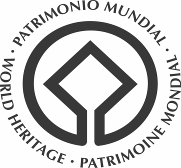 PATRIMONIO MUNDIAL •
WORLD HERITAGE •
PATRIMOINE MONDIAL •